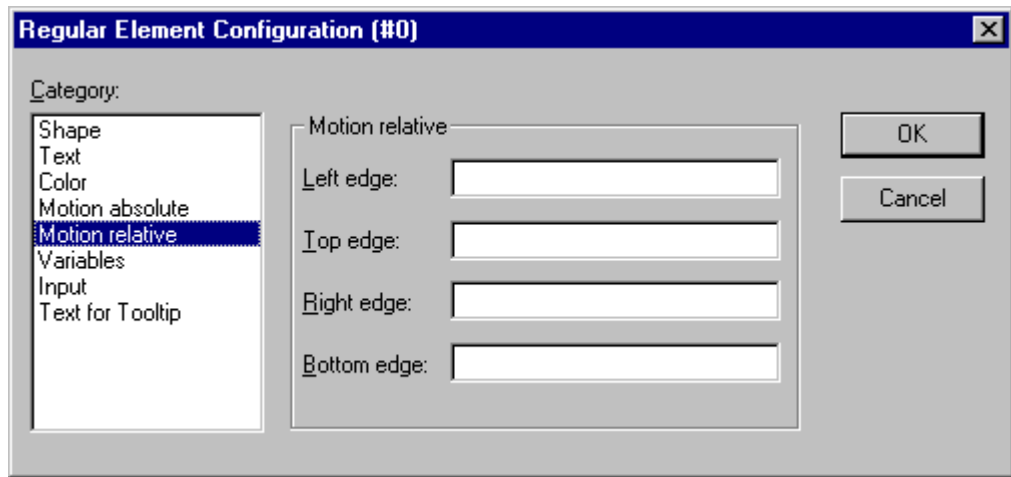 Regular Element Configuration (#0)
Category:
Shape
Text
Color
Motion absolute
Motion relative
Variables
Input
Text for Tooltip
Motion relative
Left edge:
Top edge:
Right edge:
Bottom edge:
OK
Cancel